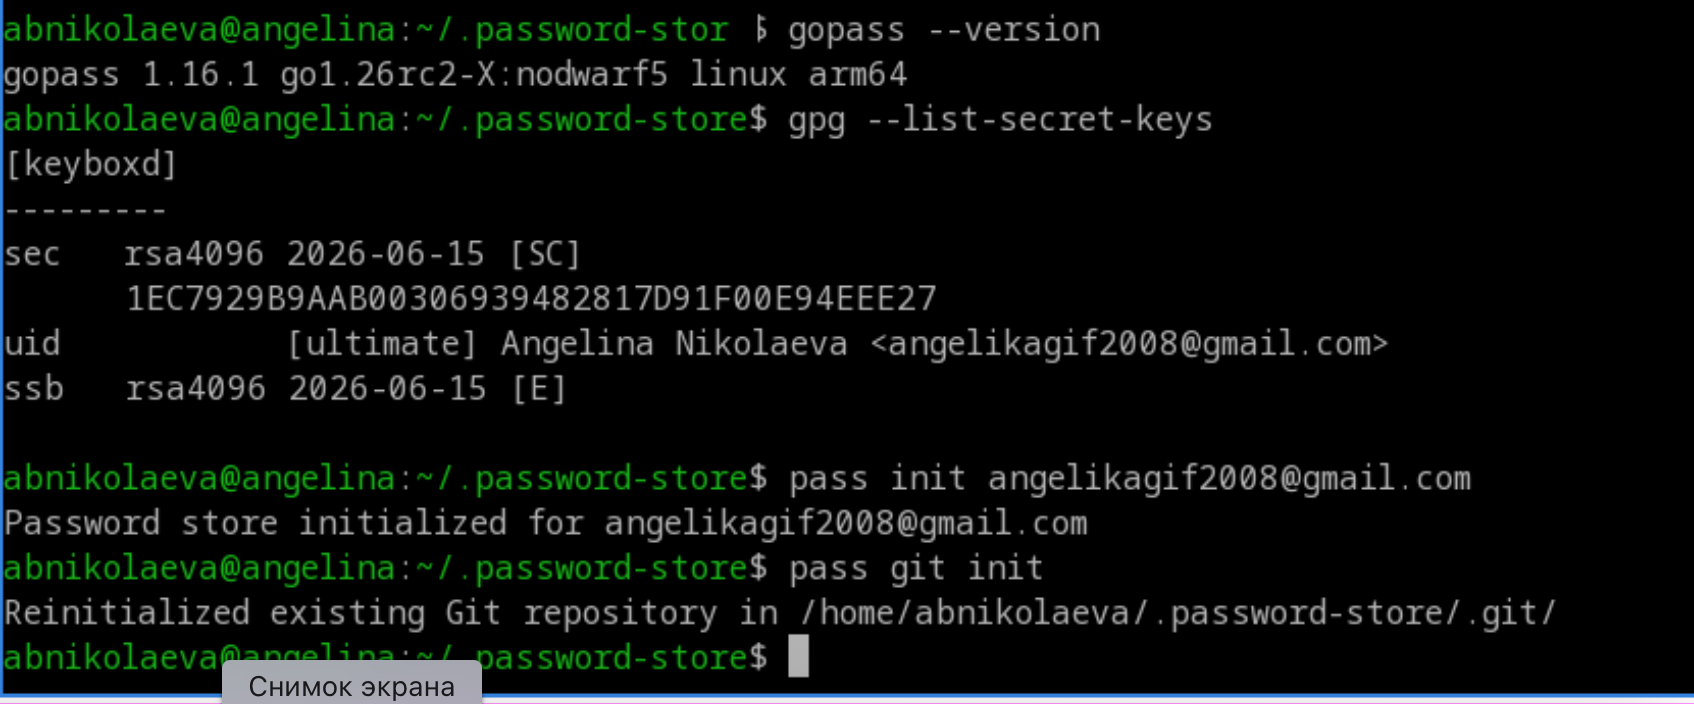 abnikolaeva@angelina:~/.password-stor $ gopass --version
gopass 1.16.1 go1.26rc2-X:nodwarf5 linux arm64
abnikolaeva@angelina:~/.password-store$ gpg --list-secret-keys
[keyboxd]
---------
sec   rsa4096 2026-06-15 [SC]
      1EC7929B9AAB00306939482817D91F00E94EEE27
uid           [ultimate] Angelina Nikolaeva <angelikagif2008@gmail.com>
ssb   rsa4096 2026-06-15 [E]
abnikolaeva@angelina:~/.password-store$ pass init angelikagif2008@gmail.com
Password store initialized for angelikagif2008@gmail.com
abnikolaeva@angelina:~/.password-store$ pass git init
Reinitialized existing Git repository in /home/abnikolaeva/.password-store/.git/
abnikolaeva@angelina:~/.password-store$
Снимок экрана